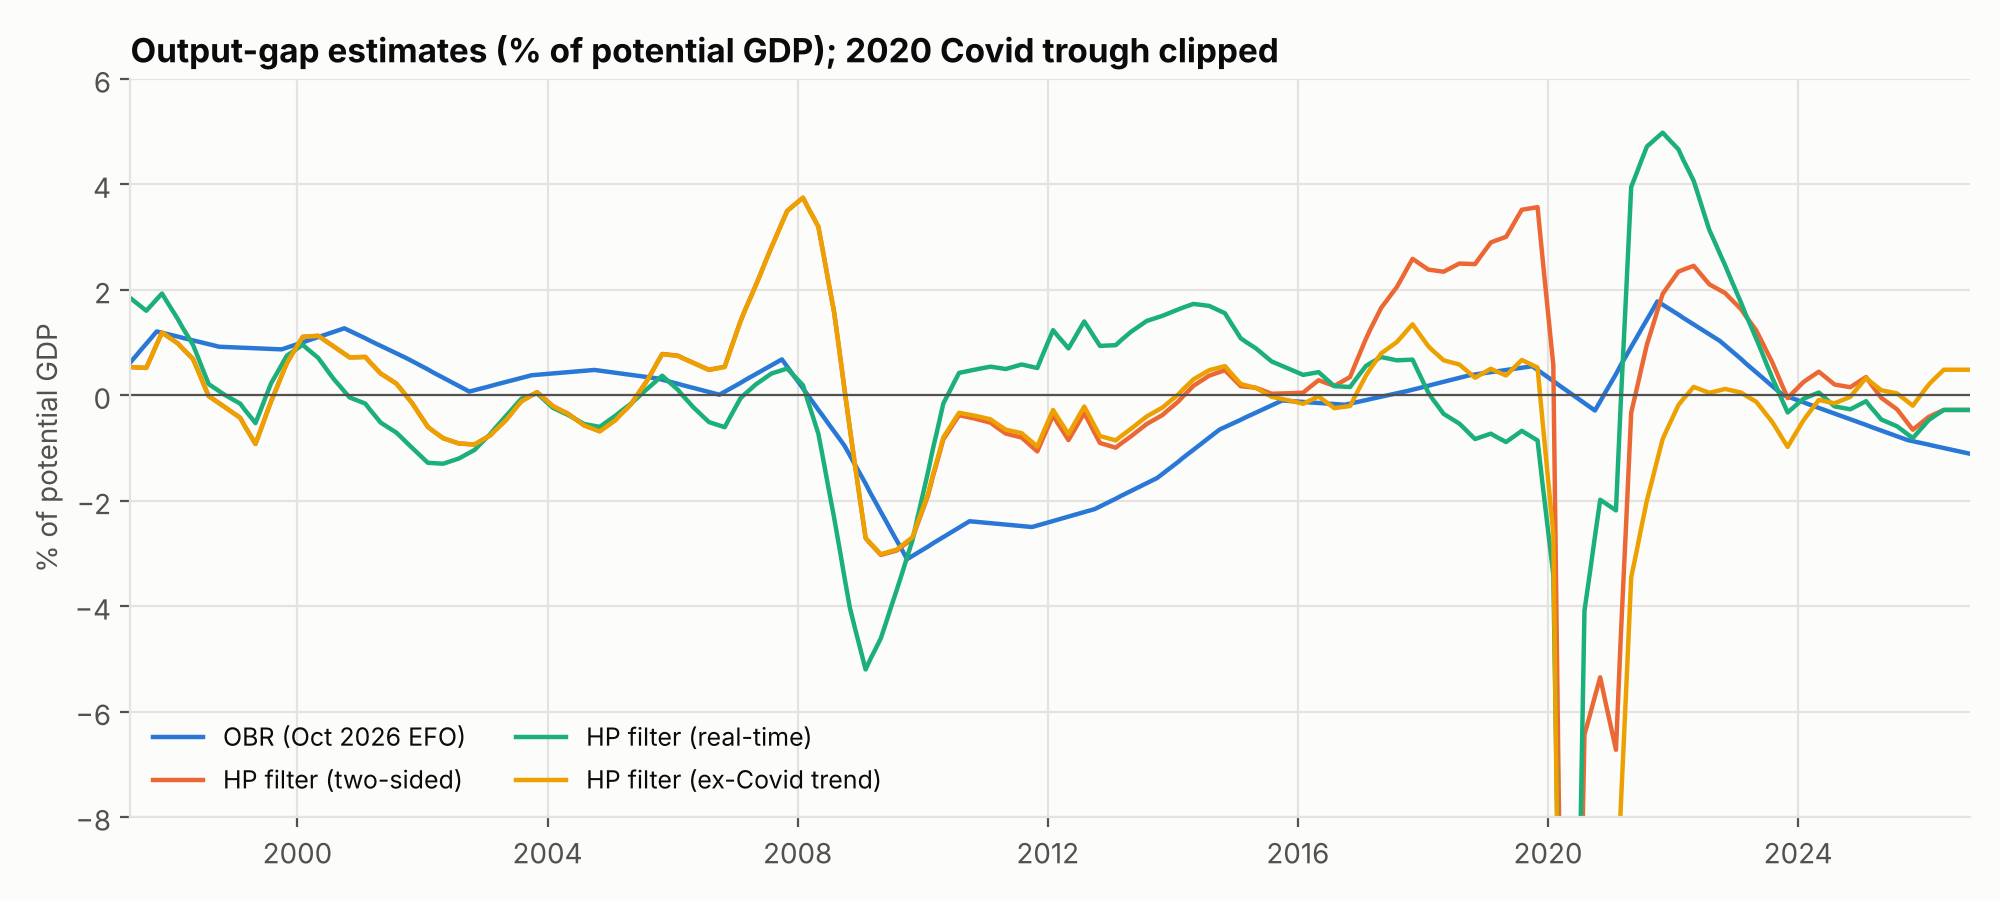 Output-gap estimates (% of potential GDP); 2020 Covid trough clipped
% of potential GDP
6
4
2
0
−2
−4
−6
−8
OBR (Oct 2026 EFO)
HP filter (two-sided)
HP filter (real-time)
HP filter (ex-Covid trend)
2000 2004 2008 2012 2016 2020 2024